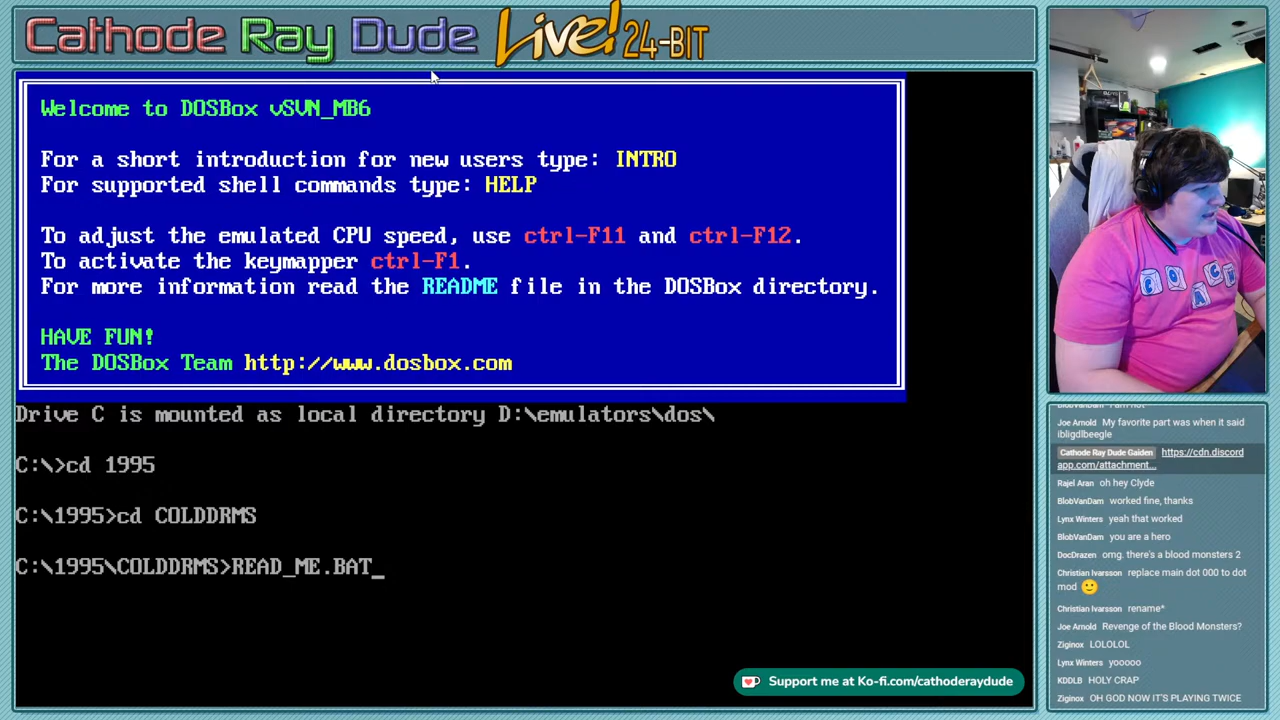 Cathode Ray Dude Live! 24-BIT
Welcome to DOSBox vSVN_MB6
For a short introduction for new users type: INTRO
For supported shell commands type: HELP
To adjust the emulated CPU speed, use ctrl-F11 and ctrl-F12.
To activate the keymapper ctrl-F1.
For more information read the README file in the DOSBox directory.
HAVE FUN!
The DOSBox Team http://www.dosbox.com
Drive C is mounted as local directory D:\emulators\dos\
C:\>cd 1995
C:\1995>cd COLDDRMS
C:\1995\COLDDRMS>READ_ME.BAT_
Support me at Ko-fi.com/cathoderaydude
Joe Arnold My favorite part was when it said
ibligdlbeegle
Cathode Ray Dude Gaiden https://cdn.discord
app.com/attachment...
Rajel Aran oh hey Clyde
BlobVanDam worked fine, thanks
Lynx Winters yeah that worked
BlobVanDam you are a hero
DocDrazen omg. there's a blood monsters 2
Christian Ivarsson replace main dot 000 to dot
mod
Christian Ivarsson rename*
Joe Arnold Revenge of the Blood Monsters?
Ziginox LOLOLOL
Lynx Winters yooooo
KDDLB HOLY CRAP
Ziginox OH GOD NOW IT'S PLAYING TWICE